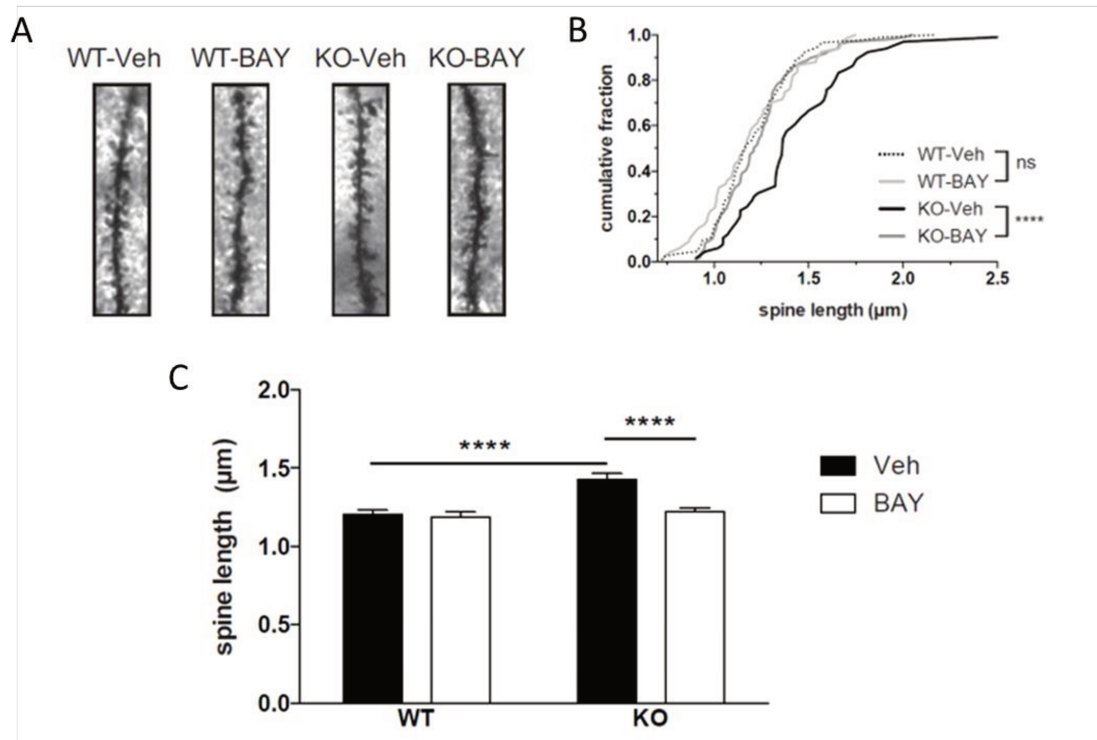 A
WT-Veh WT-BAY KO-Veh KO-BAY
B
1.0
0.8
0.6
0.4
0.2
0.0
cumulative fraction
WT-Veh
WT-BAY
ns
KO-Veh
KO-BAY
****
1.0 1.5 2.0 2.5
spine length (µm)
C
2.0
1.5
1.0
0.5
0.0
spine length (µm)
****
****
Veh
BAY
WT KO